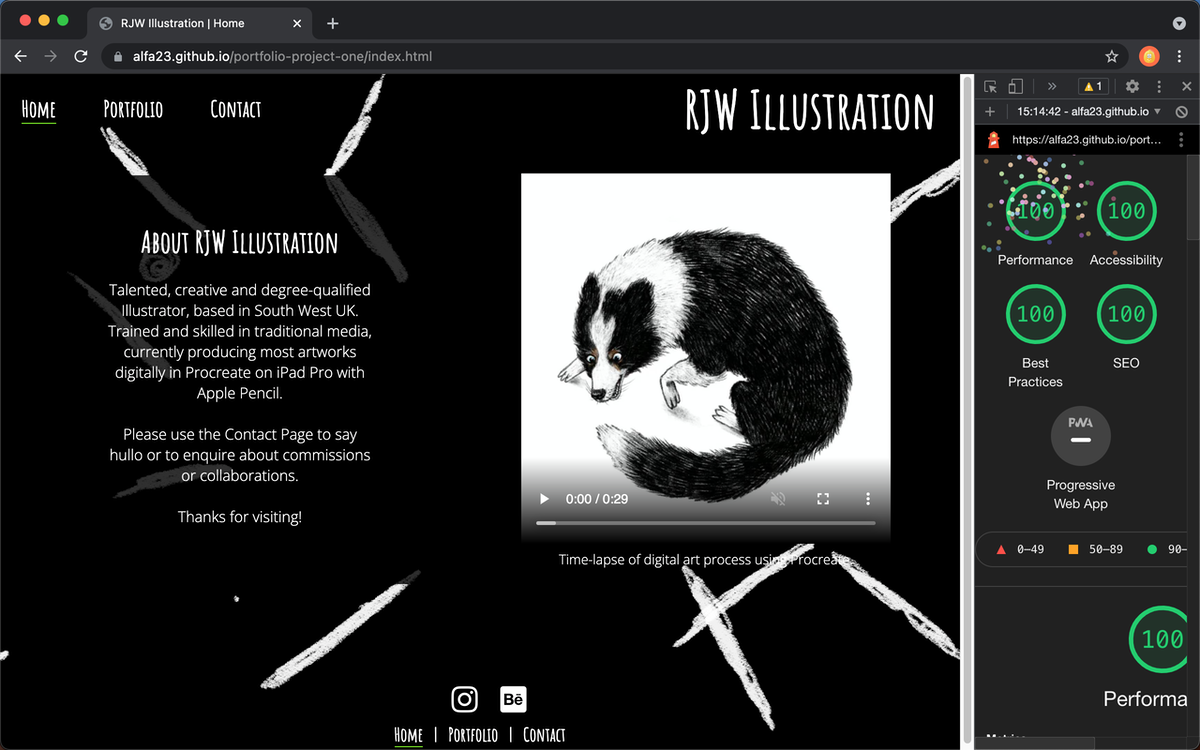 RJW Illustration | Home
alfa23.github.io/portfolio-project-one/index.html
Home
Portfolio
Contact
RJW Illustration
About RJW Illustration
Talented, creative and degree-qualified
Illustrator, based in South West UK.
Trained and skilled in traditional media,
currently producing most artworks
digitally in Procreate on iPad Pro with
Apple Pencil.
Please use the Contact Page to say
hullo or to enquire about commissions
or collaborations.
Thanks for visiting!
0:00 / 0:29
Time-lapse of digital art process using Procreate
Bē
Home | Portfolio | Contact
1
15:14:42 - alfa23.github.io
https://alfa23.github.io/port...
100
Performance
100
Accessibility
100
Best
Practices
100
SEO
PWA
Progressive
Web App
0–49
50–89
90–
100
Performa